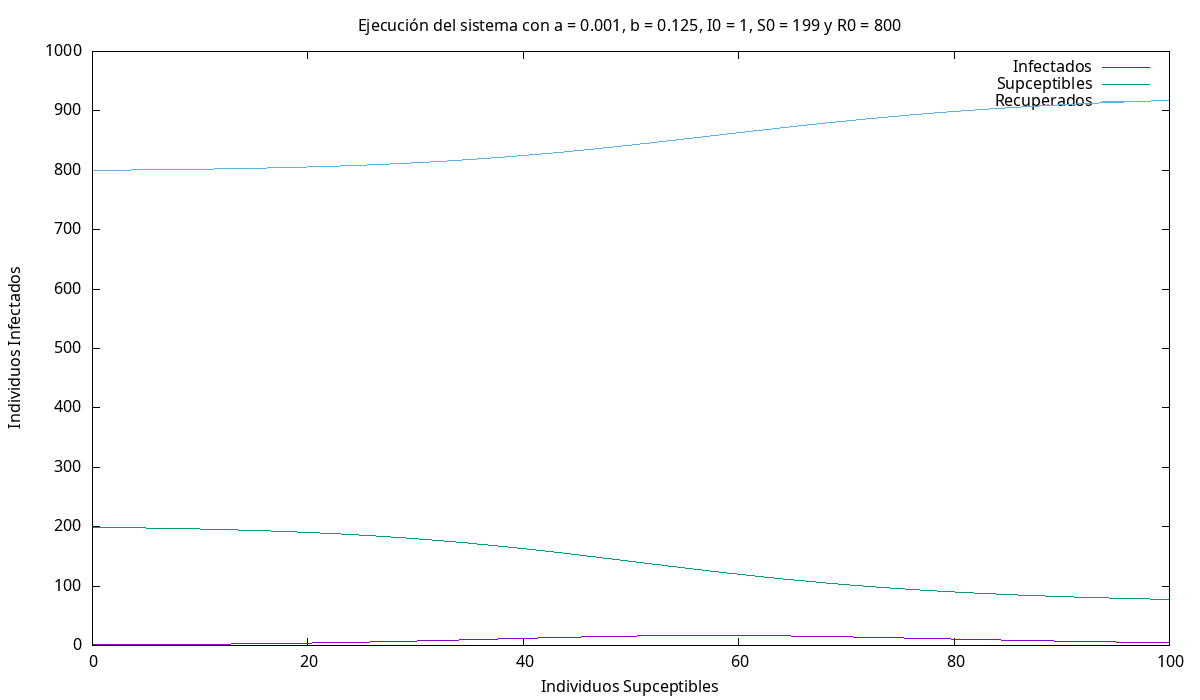 Ejecución del sistema con a = 0.001, b = 0.125, I0 = 1, S0 = 199 y R0 = 800
Infectados
Supceptibles
Recuperados
1000
900
800
700
600
500
400
300
200
100
0
Individuos Infectados
0 20 40 60 80 100
Individuos Supceptibles